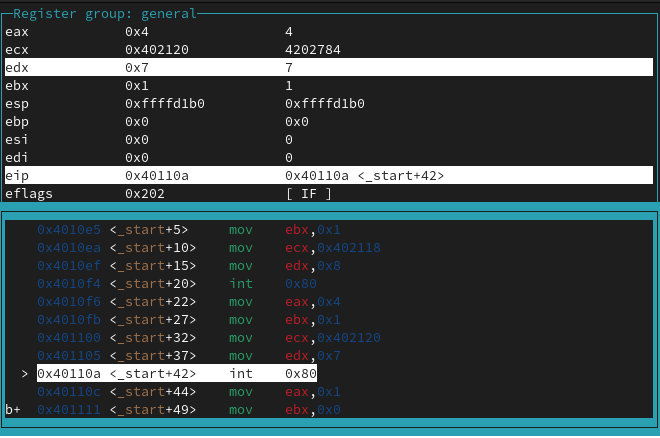 Register group: general
eax 0x4 4
ecx 0x402120 4202784
edx 0x7 7
ebx 0x1 1
esp 0xffffd1b0 0xffffd1b0
ebp 0x0 0x0
esi 0x0 0
edi 0x0 0
eip 0x40110a 0x40110a <_start+42>
eflags 0x202 [ IF ]
0x4010e5 <_start+5> mov ebx,0x1
0x4010ea <_start+10> mov ecx,0x402118
0x4010ef <_start+15> mov edx,0x8
0x4010f4 <_start+20> int 0x80
0x4010f6 <_start+22> mov eax,0x4
0x4010fb <_start+27> mov ebx,0x1
0x401100 <_start+32> mov ecx,0x402120
0x401105 <_start+37> mov edx,0x7
> 0x40110a <_start+42> int 0x80
0x40110c <_start+44> mov eax,0x1
b+ 0x401111 <_start+49> mov ebx,0x0